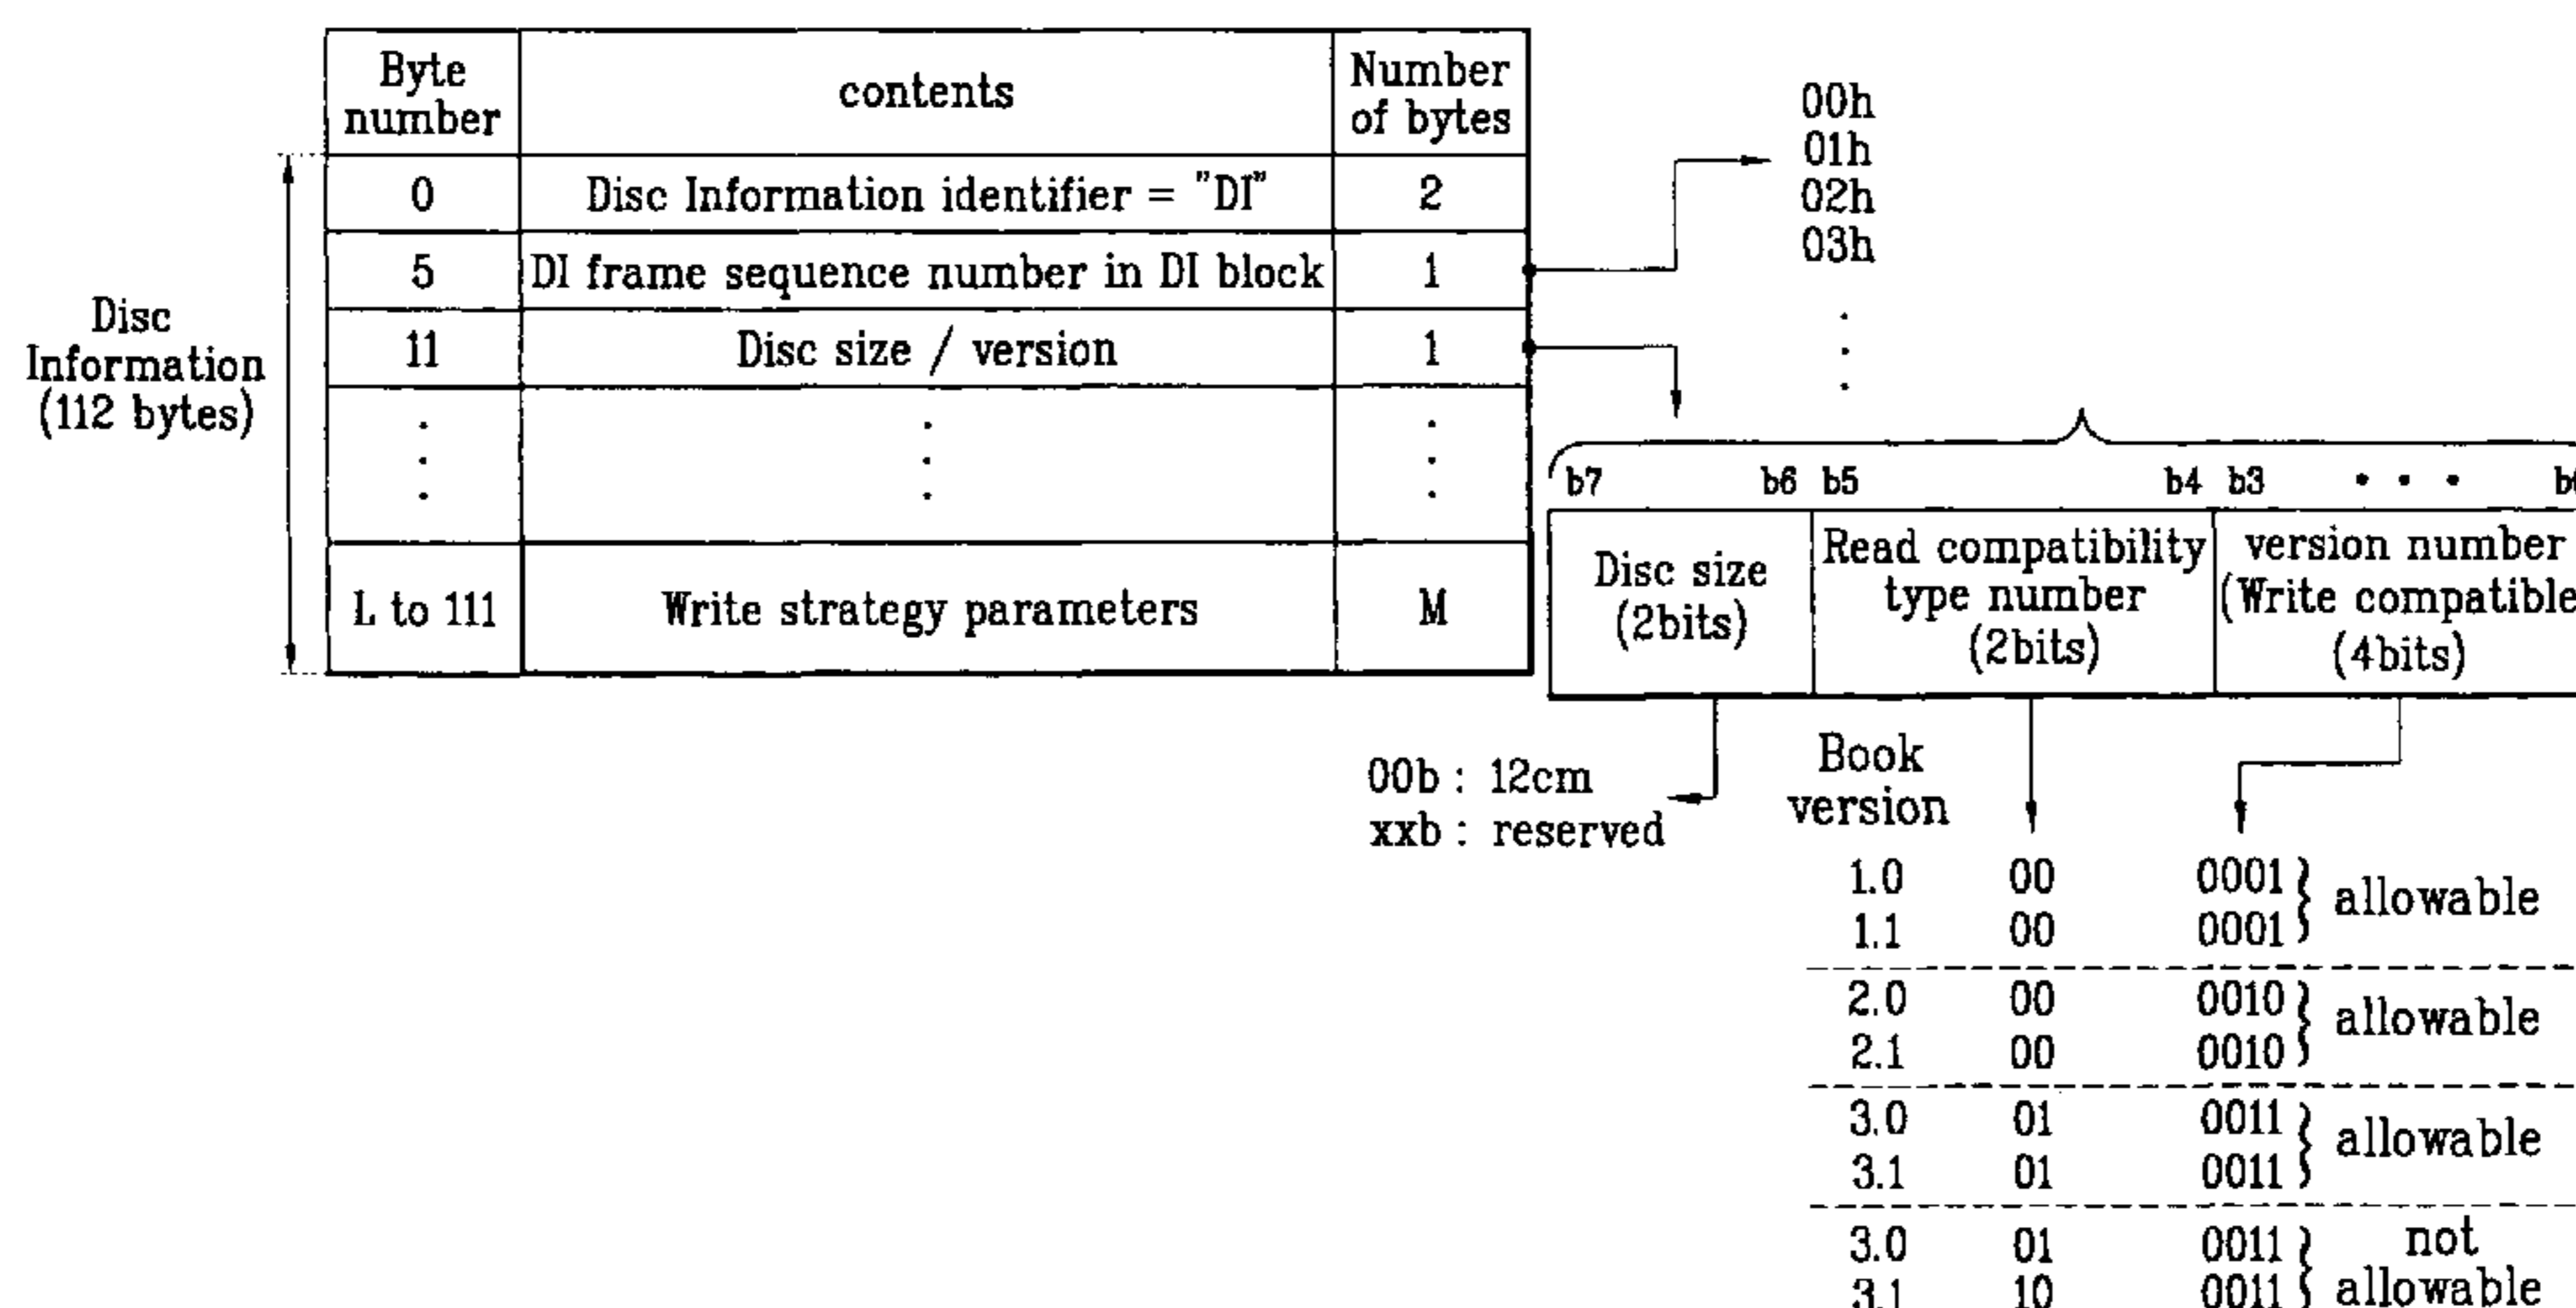 Byte number contents Number of bytes
0 Disc Information identifier = "DI" 2
5 DI frame sequence number in DI block 1
11 Disc size / version 1
L to 111 Write strategy parameters M
Disc
Information
(112 bytes)
00h
01h
02h
03h
b7 b6 b5 b4 b3 • • •
Disc size
(2bits)
Read compatibility
type number
(2bits)
version number
(Write compatible
(4bits)
00b : 12cm
xxb : reserved
Book
version
1.0 00 0001 allowable
1.1 00 0001
2.0 00 0010 allowable
2.1 00 0010
3.0 01 0011 allowable
3.1 01 0011
3.0 01 0011 not
3.1 10 0011 allowable